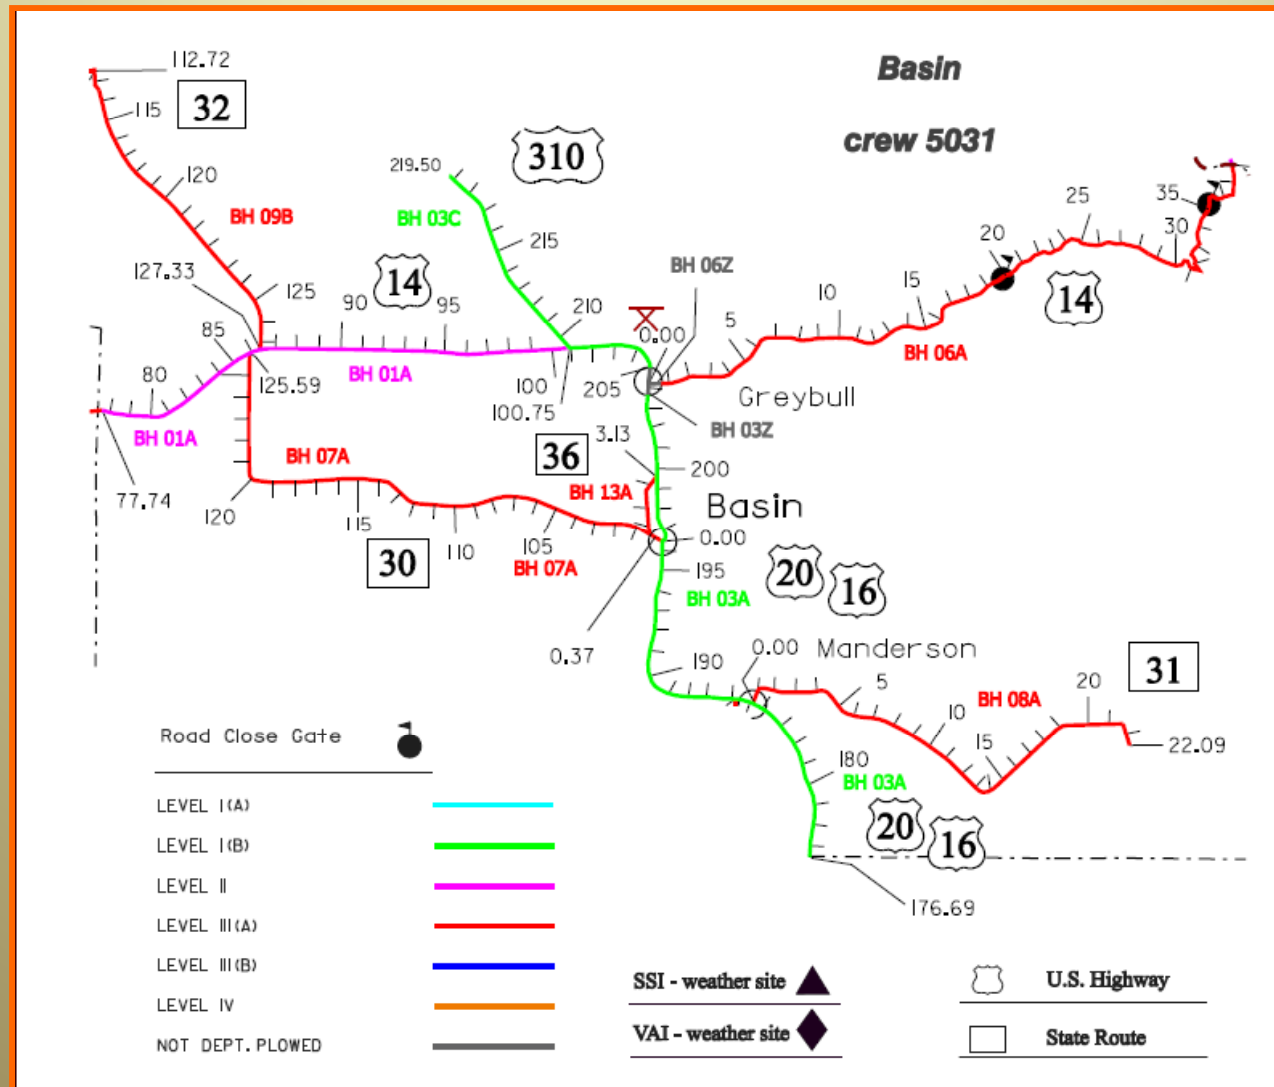 112.72
Basin
32
115
crew 5031
310
219.50
35
120
25
BH 09B
BH 03C
20
30
215
BH 06Z
127.33
14
125
90
95
210
10
15
14
85
0.00
5
BH 06A
80
125.59
BH 01A
100
205
Greybull
100.75
BH 01A
3.13
BH 03Z
36
BH 07A
200
77.74
BH 13A
Basin
120
115
110
105
0.00
30
BH 07A
195
20
16
BH 03A
0.37
0.00
Manderson
190
31
5
BH 08A
20
10
Road Close Gate
15
22.09
180
BH 03A
LEVEL I(A)
20
16
LEVEL I(B)
LEVEL II
176.69
LEVEL III(A)
LEVEL III(B)
SSI - weather site
U.S. Highway
LEVEL IV
VAI - weather site
State Route
NOT DEPT. PLOWED